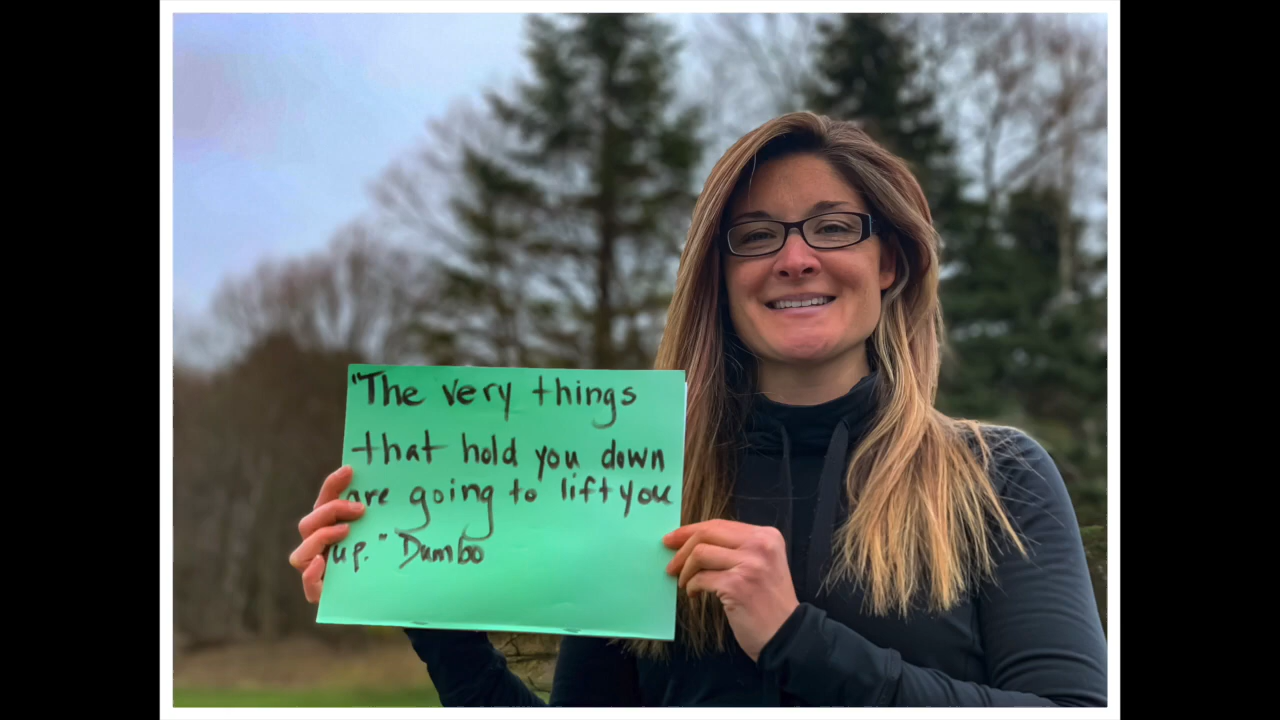 "The very things
that hold you down
are going to lift you
up." Dumbo